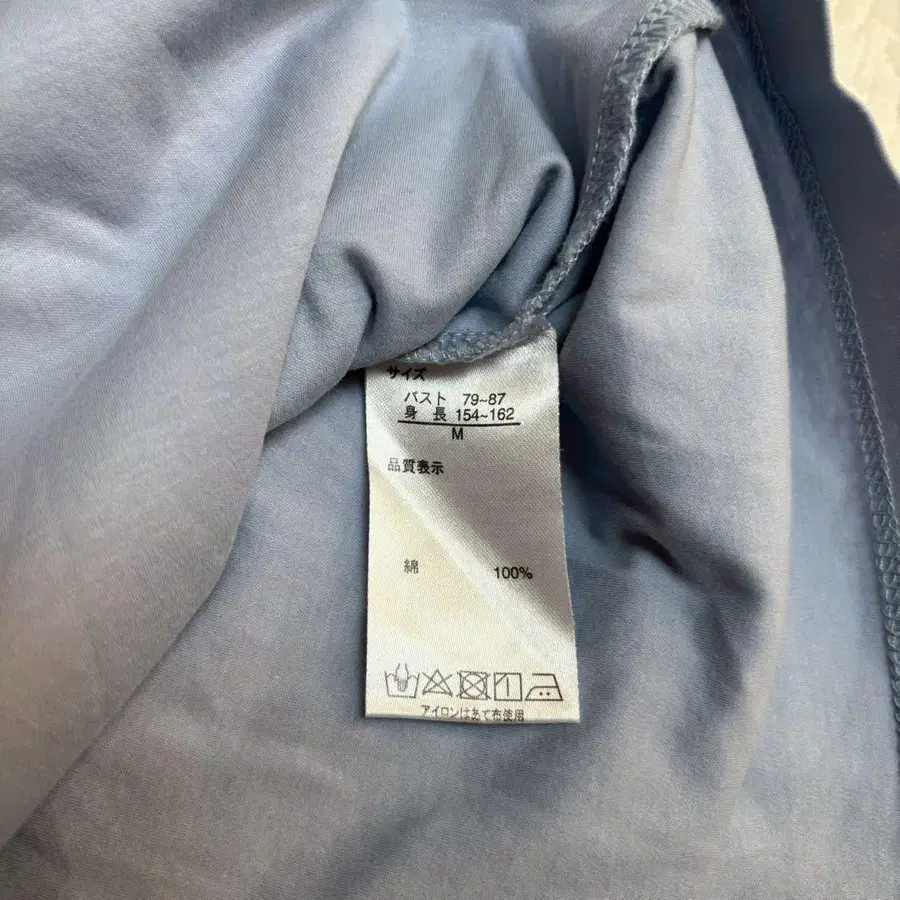 サイズ
バスト 79~87
身長 154~162
M
品質表示
綿 100%
アイロンはあて布使用